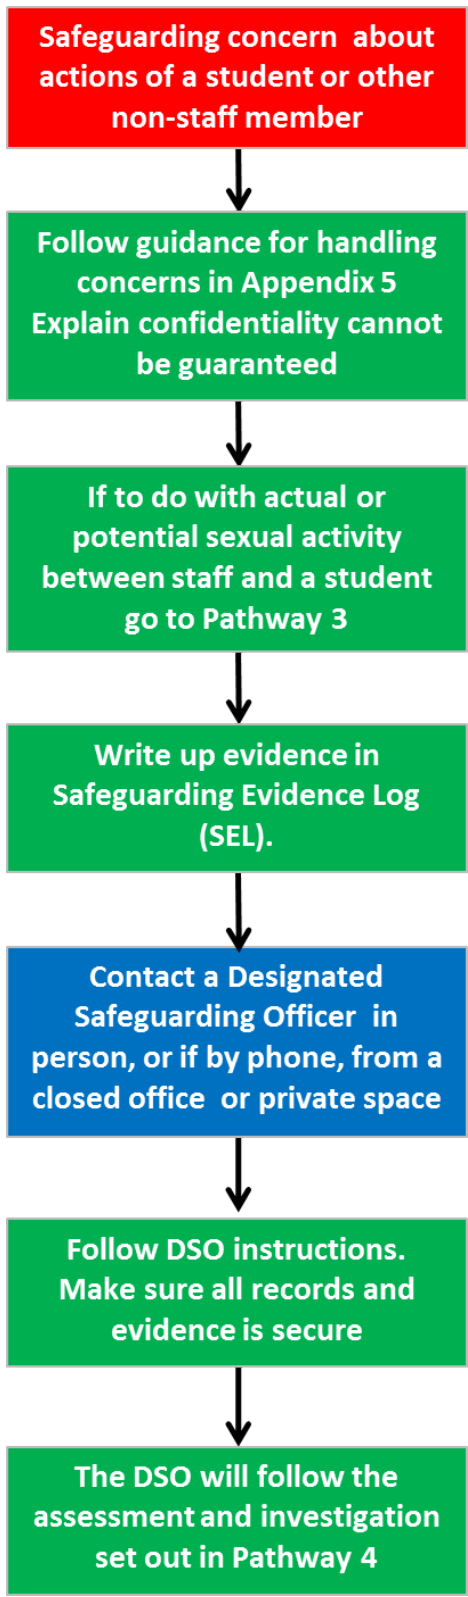 Safeguarding concern about
actions of a student or other
non-staff member
Follow guidance for handling
concerns in Appendix 5
Explain confidentiality cannot
be guaranteed
If to do with actual or
potential sexual activity
between staff and a student
go to Pathway 3
Write up evidence in
Safeguarding Evidence Log
(SEL).
Contact a Designated
Safeguarding Officer in
person, or if by phone, from a
closed office or private space
Follow DSO instructions.
Make sure all records and
evidence is secure
The DSO will follow the
assessment and investigation
set out in Pathway 4